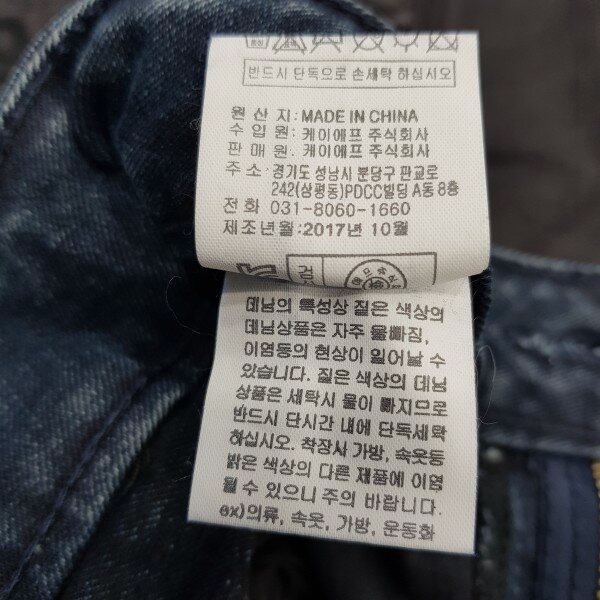 반드시 단독으로 손세탁 하십시오
원 산 지: MADE IN CHINA
수 입 원: 케이에프 주식회사
판 매 원: 케이에프 주식회사
주 소: 경기도 성남시 분당구 판교로
242(삼평동)PDCC빌딩 A동 8층
전 화 031-8060-1660
제조년월:2017년 10월
데님의 특성상 짙은 색상의
데님상품은 자주 물빠짐,
이염등의 현상이 일어날 수
있습니다. 짙은 색상의 데님
상품은 세탁시 물이 빠지므로
반드시 단시간 내에 단독세탁
하십시오. 착장시 가방, 속옷등
밝은 색상의 다른 제품에 이염
될 수 있으니 주의 바랍니다.
ex)의류, 속옷, 가방, 운동화